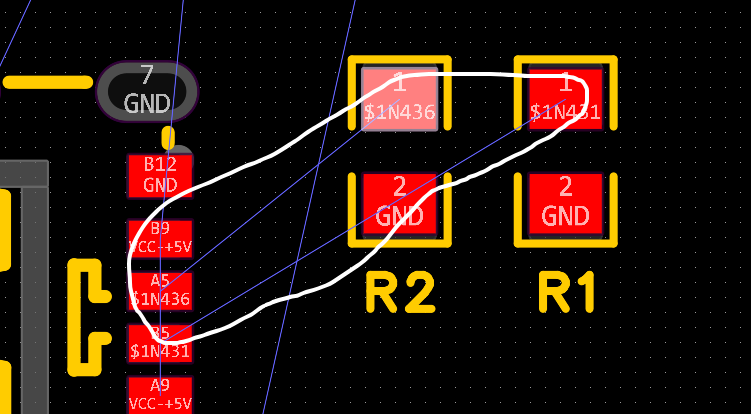 7
GND
B12
GND
B9
VCC-+5V
A5
$1N436
B5
$1N431
A9
VCC-+5V
1
$1N436
2
GND
R2
1
$1N431
2
GND
R1